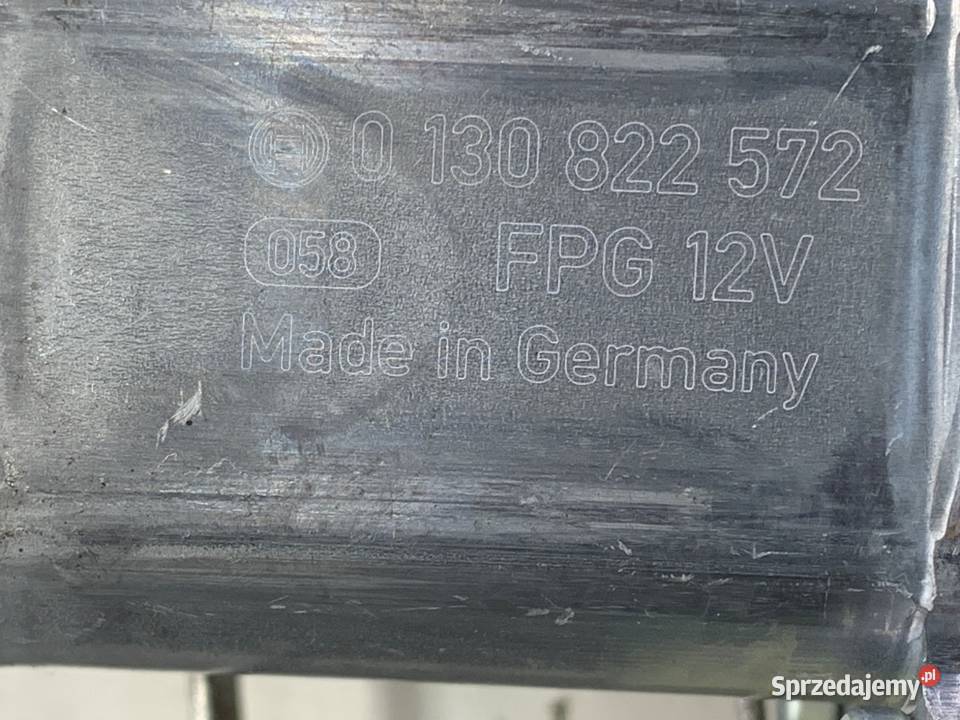 0 130 822 572
058 FPG 12V
Made in Germany
Sprzedajemy.pl